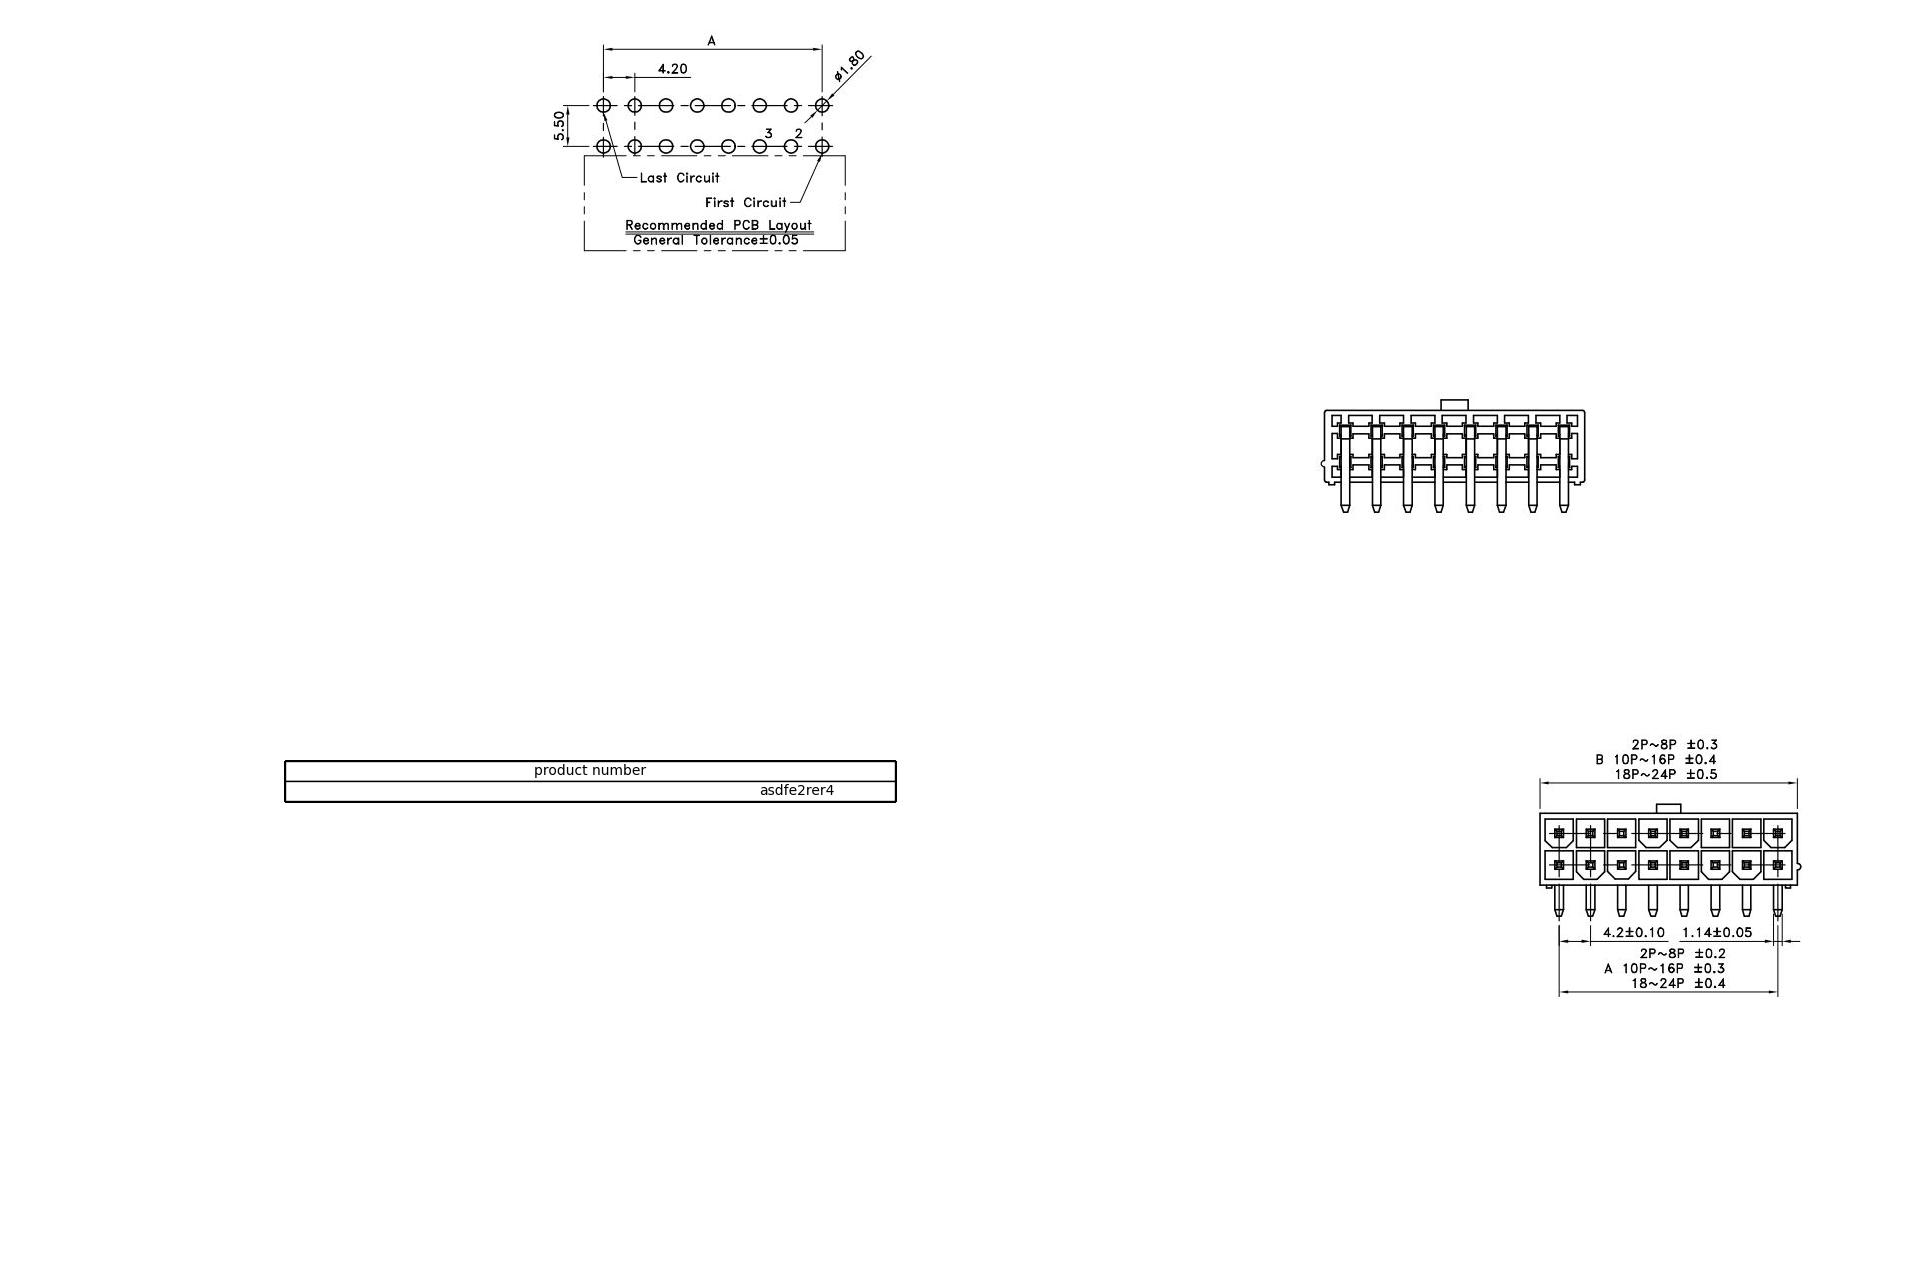 A
4.20
ø1.80
5.50
3 2
Last Circuit
First Circuit
Recommended PCB Layout
General Tolerance±0.05
product number
asdfe2rer4
2P~8P ±0.3
B 10P~16P ±0.4
18P~24P ±0.5
4.2±0.10 1.14±0.05
2P~8P ±0.2
A 10P~16P ±0.3
18~24P ±0.4